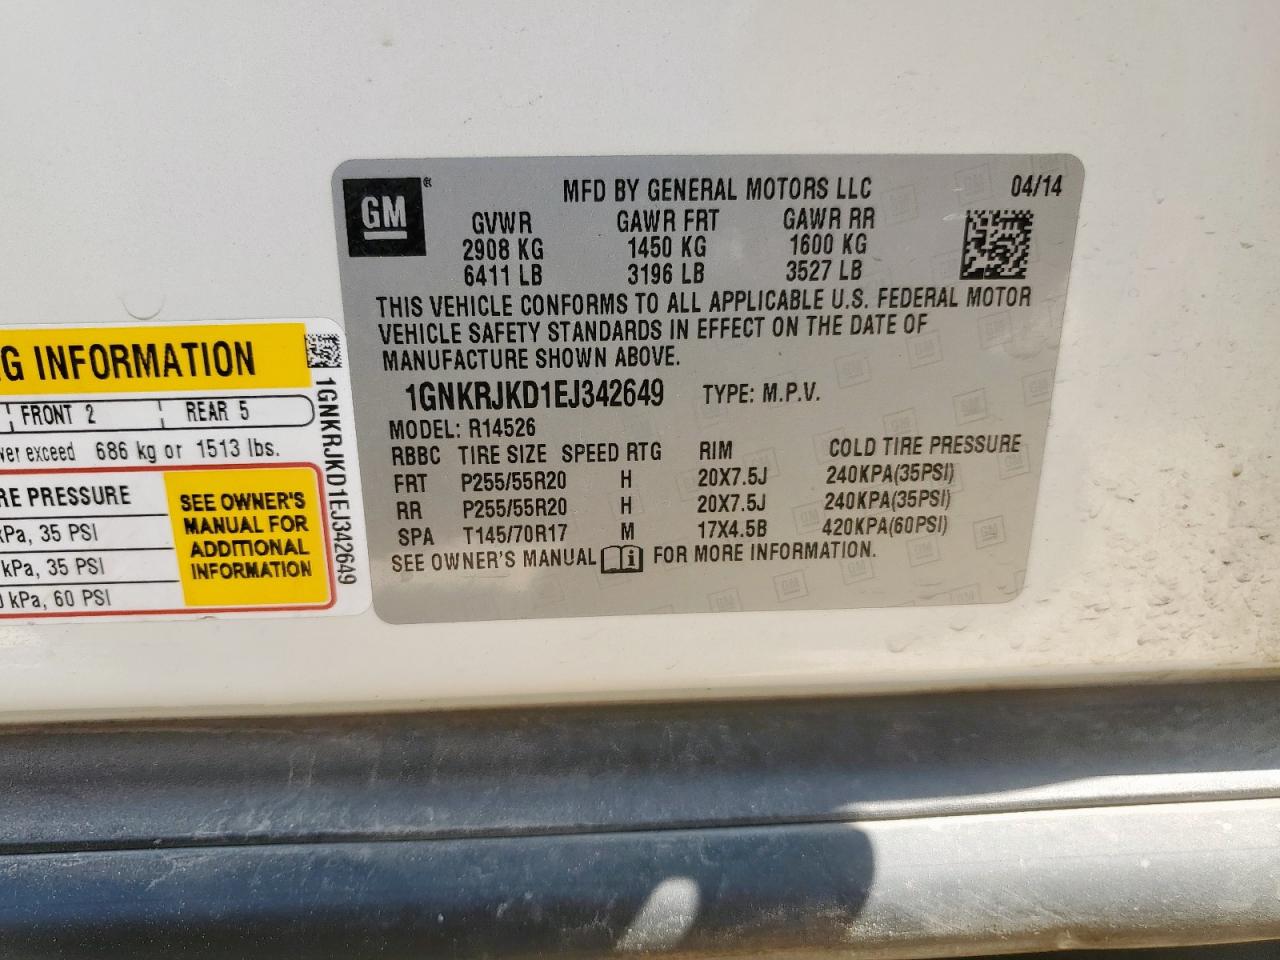 GM®
MFD BY GENERAL MOTORS LLC 04/14
GVWR GAWR FRT GAWR RR
2908 KG 1450 KG 1600 KG
6411 LB 3196 LB 3527 LB
THIS VEHICLE CONFORMS TO ALL APPLICABLE U.S. FEDERAL MOTOR
VEHICLE SAFETY STANDARDS IN EFFECT ON THE DATE OF
MANUFACTURE SHOWN ABOVE.
1GNKRJKD1EJ342649 TYPE: M.P.V.
MODEL: R14526
RBBC TIRE SIZE SPEED RTG RIM COLD TIRE PRESSURE
FRT P255/55R20 H 20X7.5J 240KPA(35PSI)
RR P255/55R20 H 20X7.5J 240KPA(35PSI)
SPA T145/70R17 M 17X4.5B 420KPA(60PSI)
SEE OWNER'S MANUAL FOR MORE INFORMATION.
G INFORMATION
FRONT 2 REAR 5
exceed 686 kg or 1513 lbs.
RE PRESSURE
kPa, 35 PSI
kPa, 35 PSI
kPa, 60 PSI
SEE OWNER'S
MANUAL FOR
ADDITIONAL
INFORMATION
1GNKRJKD1EJ342649